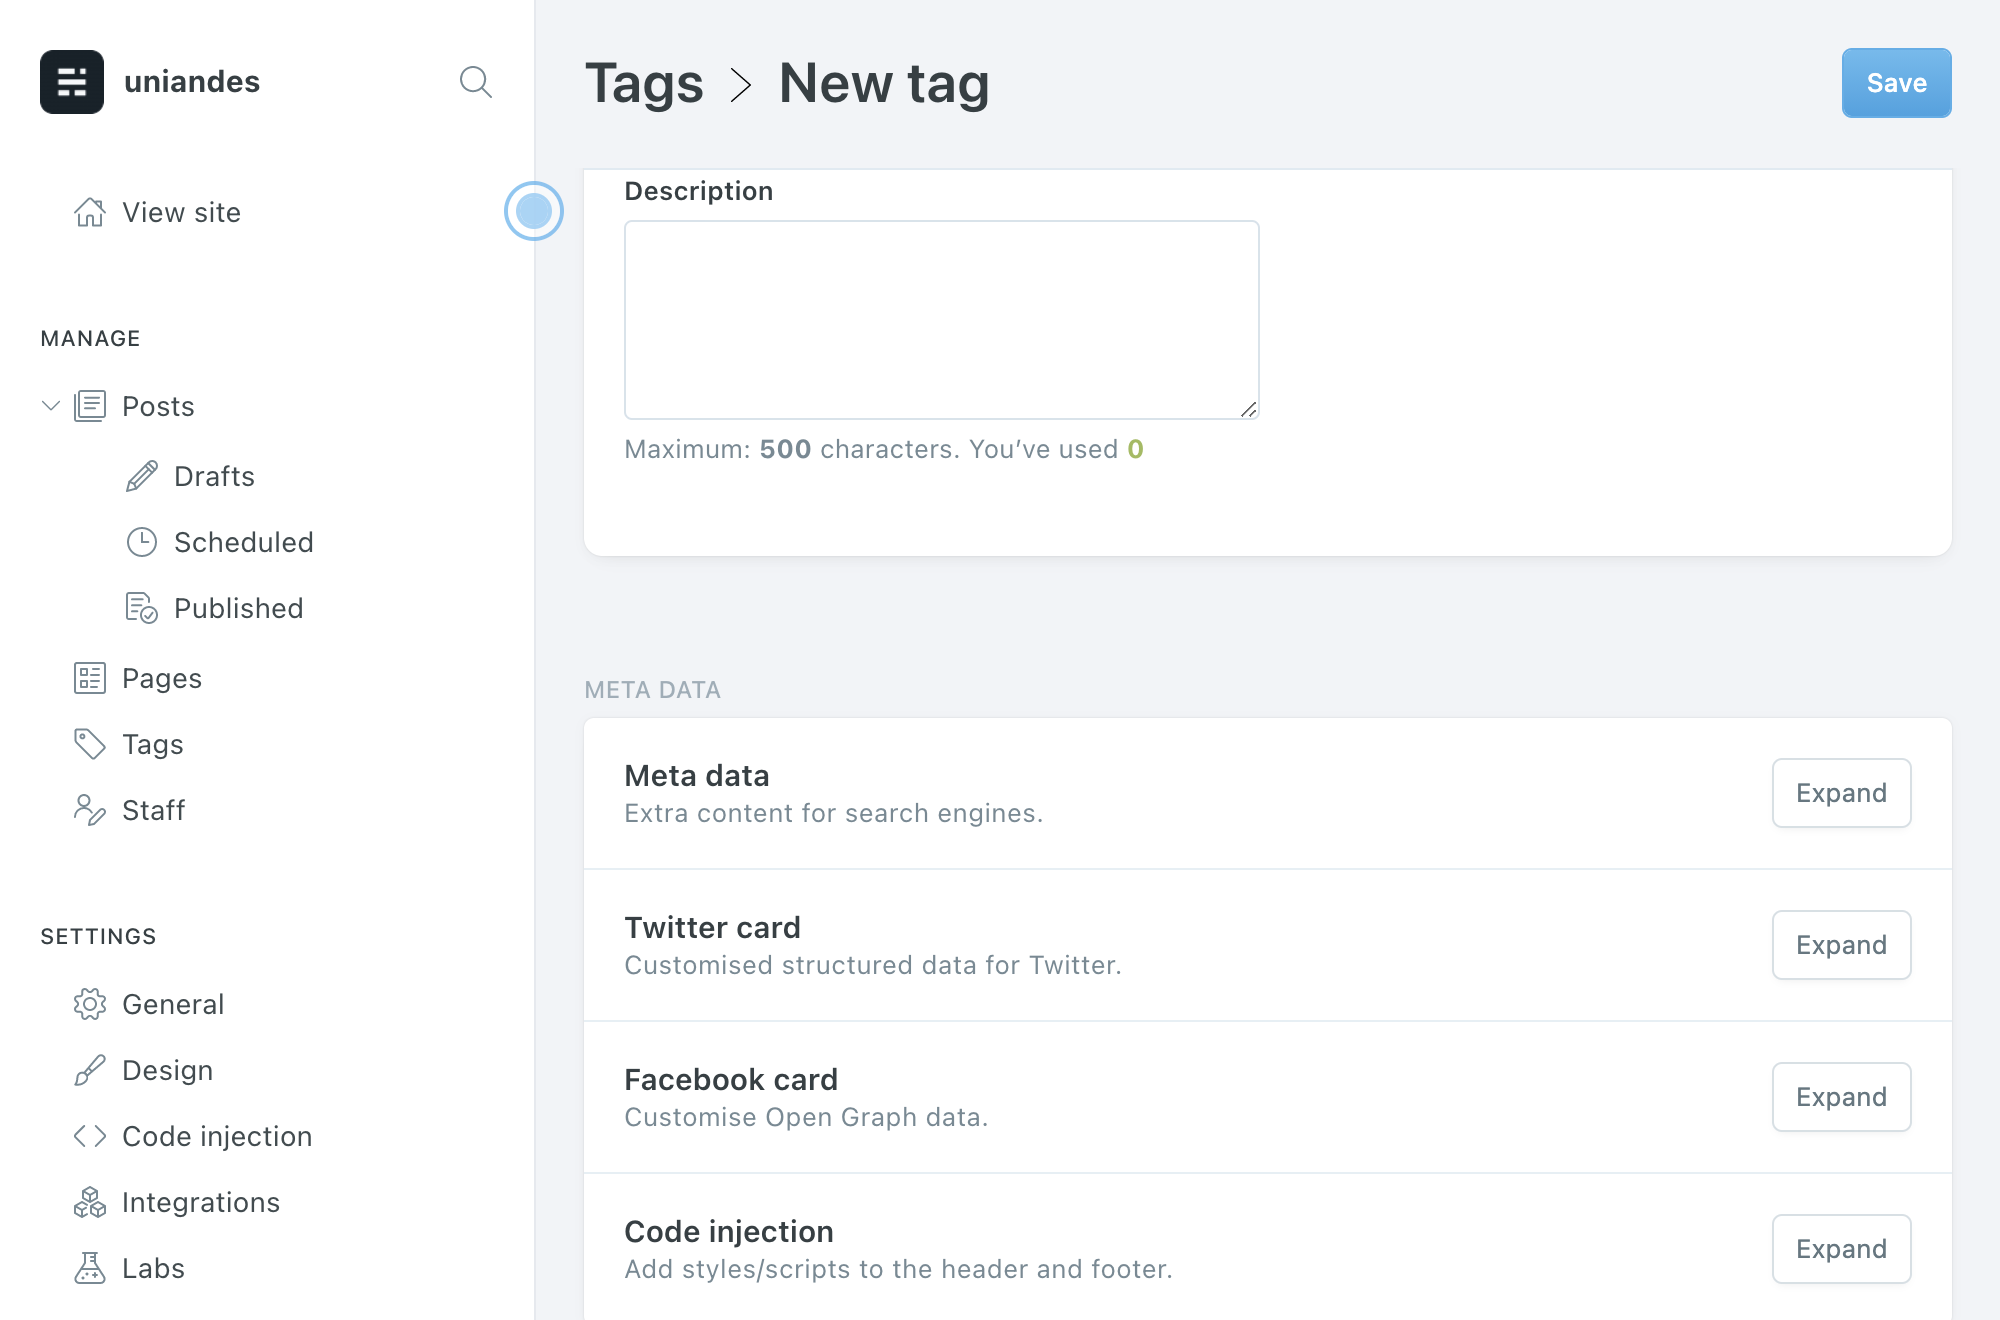 uniandes
View site
MANAGE
Posts
Drafts
Scheduled
Published
Pages
Tags
Staff
SETTINGS
General
Design
Code injection
Integrations
Labs
Tags > New tag
Save
Description
Maximum: 500 characters. You’ve used 0
META DATA
Meta data
Extra content for search engines.
Expand
Twitter card
Customised structured data for Twitter.
Expand
Facebook card
Customise Open Graph data.
Expand
Code injection
Add styles/scripts to the header and footer.
Expand